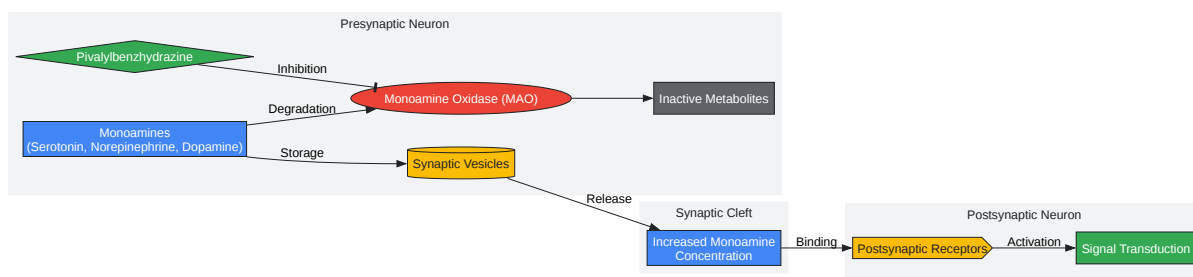 Presynaptic Neuron
Pivalylbenzhydrazine
Inhibition
Monoamine Oxidase (MAO)
Inactive Metabolites
Degradation
Monoamines
(Serotonin, Norepinephrine, Dopamine)
Storage
Synaptic Vesicles
Release
Synaptic Cleft
Increased Monoamine
Concentration
Binding
Postsynaptic Neuron
Postsynaptic Receptors
Activation
Signal Transduction